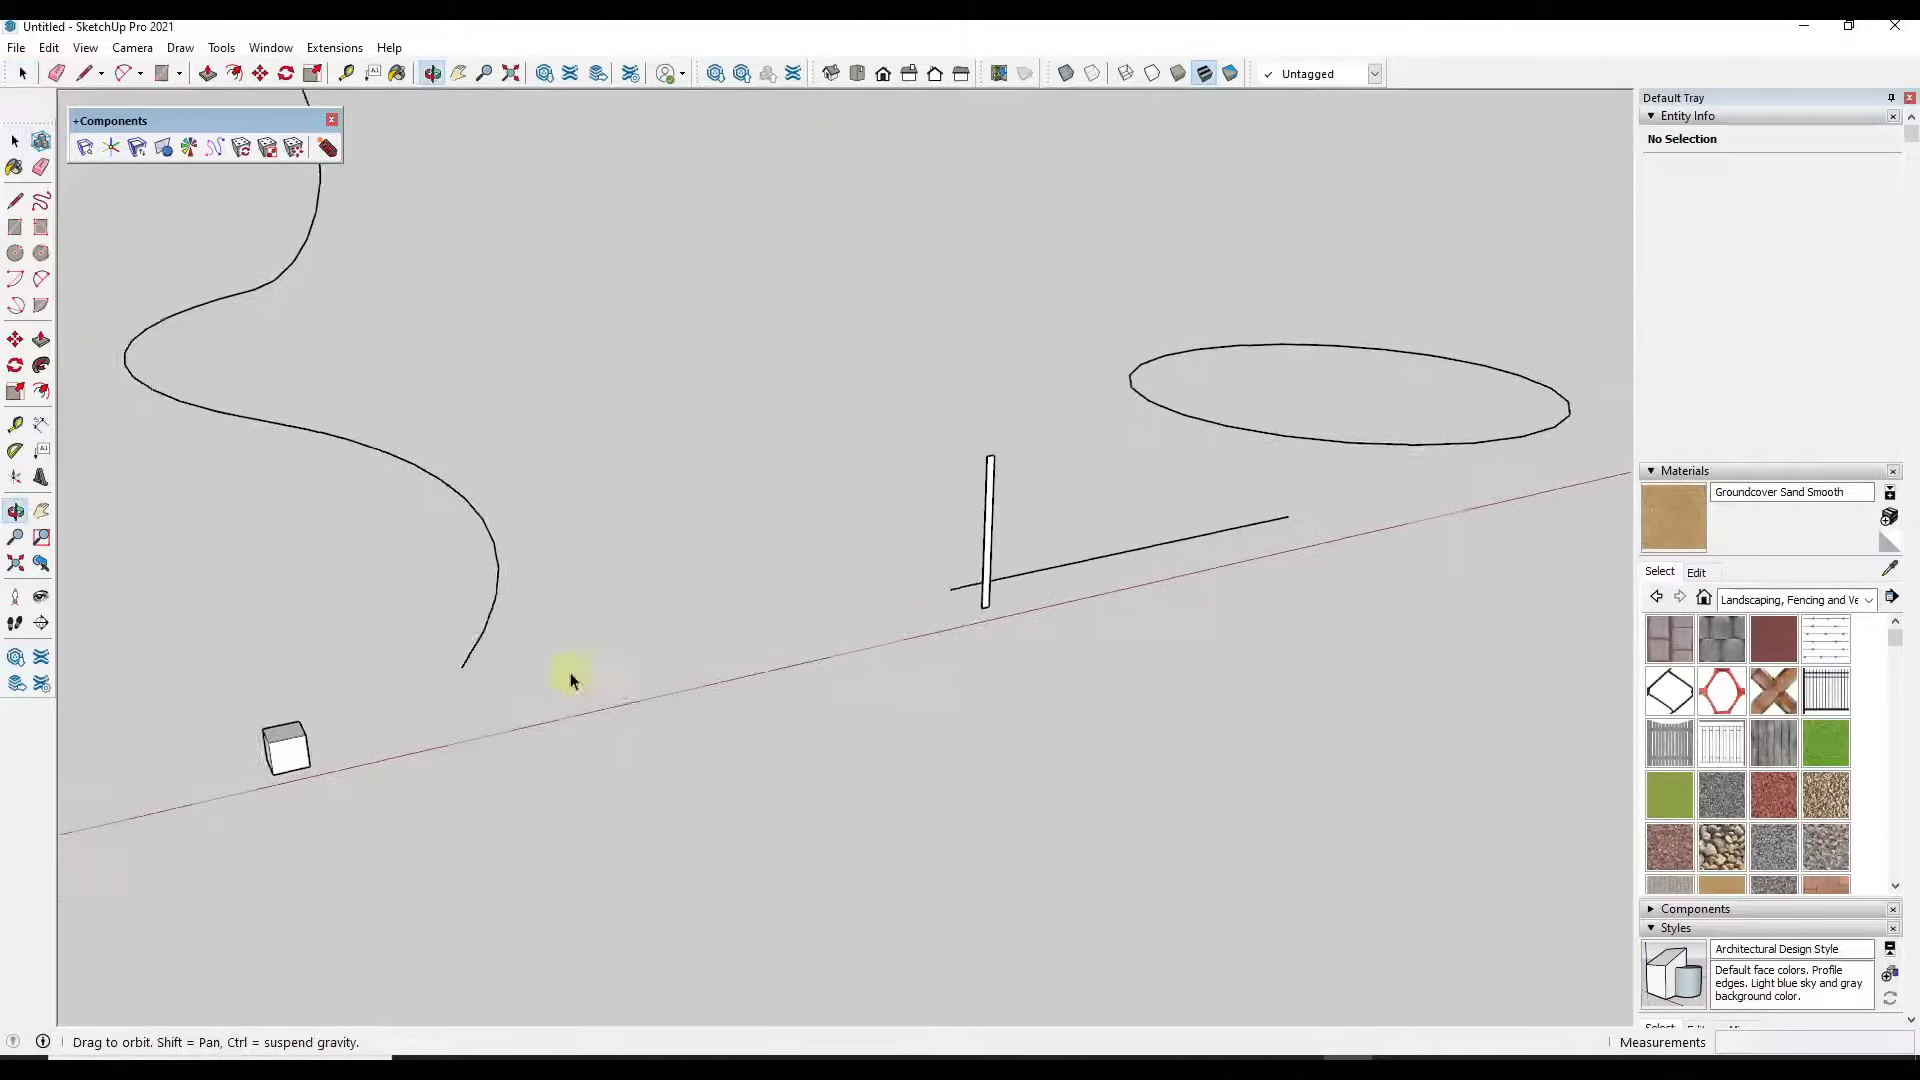 Untitled - SketchUp Pro 2021
File Edit View Camera Draw Tools Window Extensions Help
Untagged
Default Tray
Entity Info
No Selection
+Components
Materials
Groundcover Sand Smooth
Select Edit
Landscaping, Fencing and Ve
Components
Styles
Architectural Design Style
Default face colors. Profile
edges. Light blue sky and gray
background color.
Drag to orbit. Shift = Pan, Ctrl = suspend gravity.
Measurements